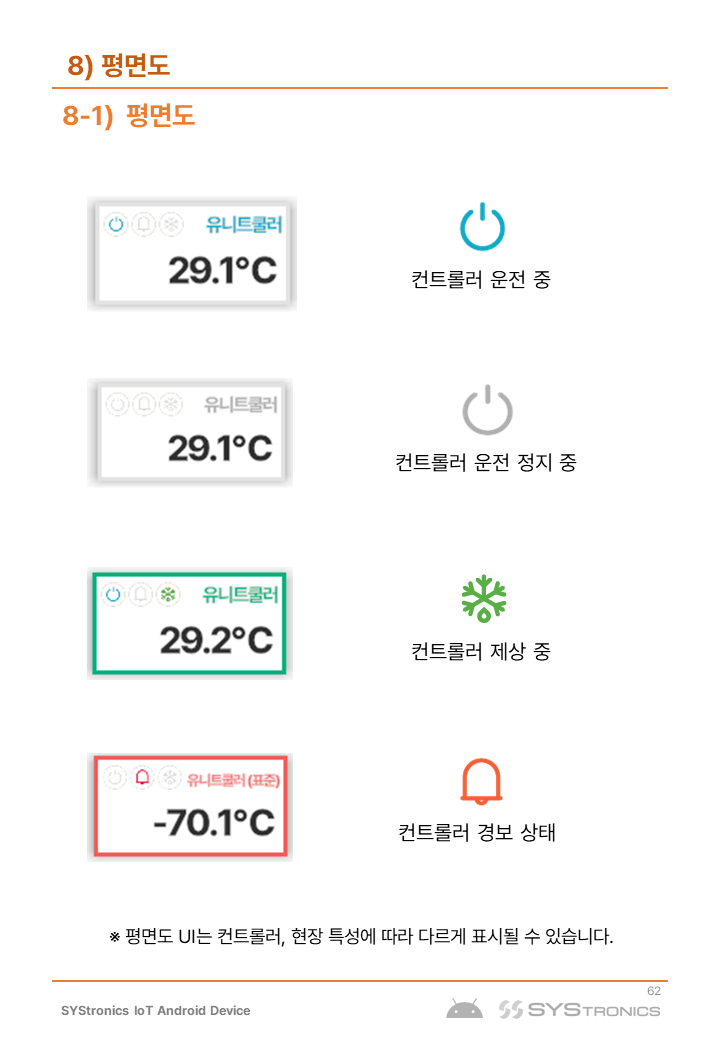 8) 평면도
8-1) 평면도
유니트쿨러
29.1°C
컨트롤러 운전 중
유니트쿨러
29.1°C
컨트롤러 운전 정지 중
유니트쿨러
29.2°C
컨트롤러 제상 중
유니트쿨러 (표준)
-70.1°C
컨트롤러 경보 상태
※ 평면도 UI는 컨트롤러, 현장 특성에 따라 다르게 표시될 수 있습니다.
62
SYStronics IoT Android Device
SYSTRONICS